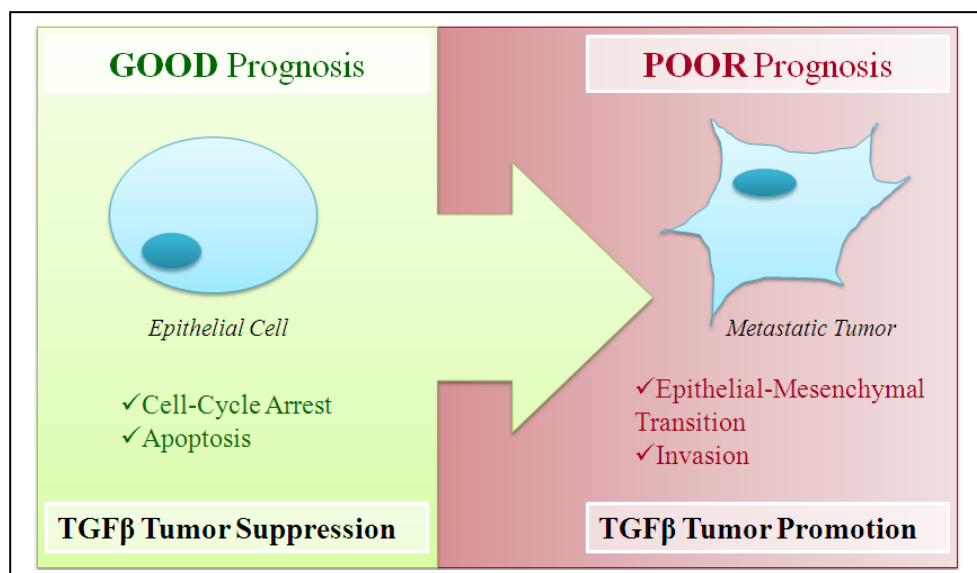 GOOD Prognosis
Epithelial Cell
✓Cell-Cycle Arrest
✓Apoptosis
TGFβ Tumor Suppression
POOR Prognosis
Metastatic Tumor
✓Epithelial-Mesenchymal
Transition
✓Invasion
TGFβ Tumor Promotion